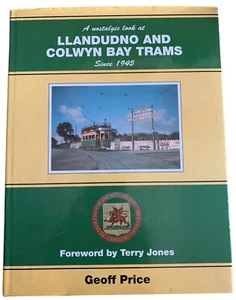 A nostalgic look at
LLANDUDNO AND
COLWYN BAY TRAMS
Since 1945
Foreword by Terry Jones
Geoff Price